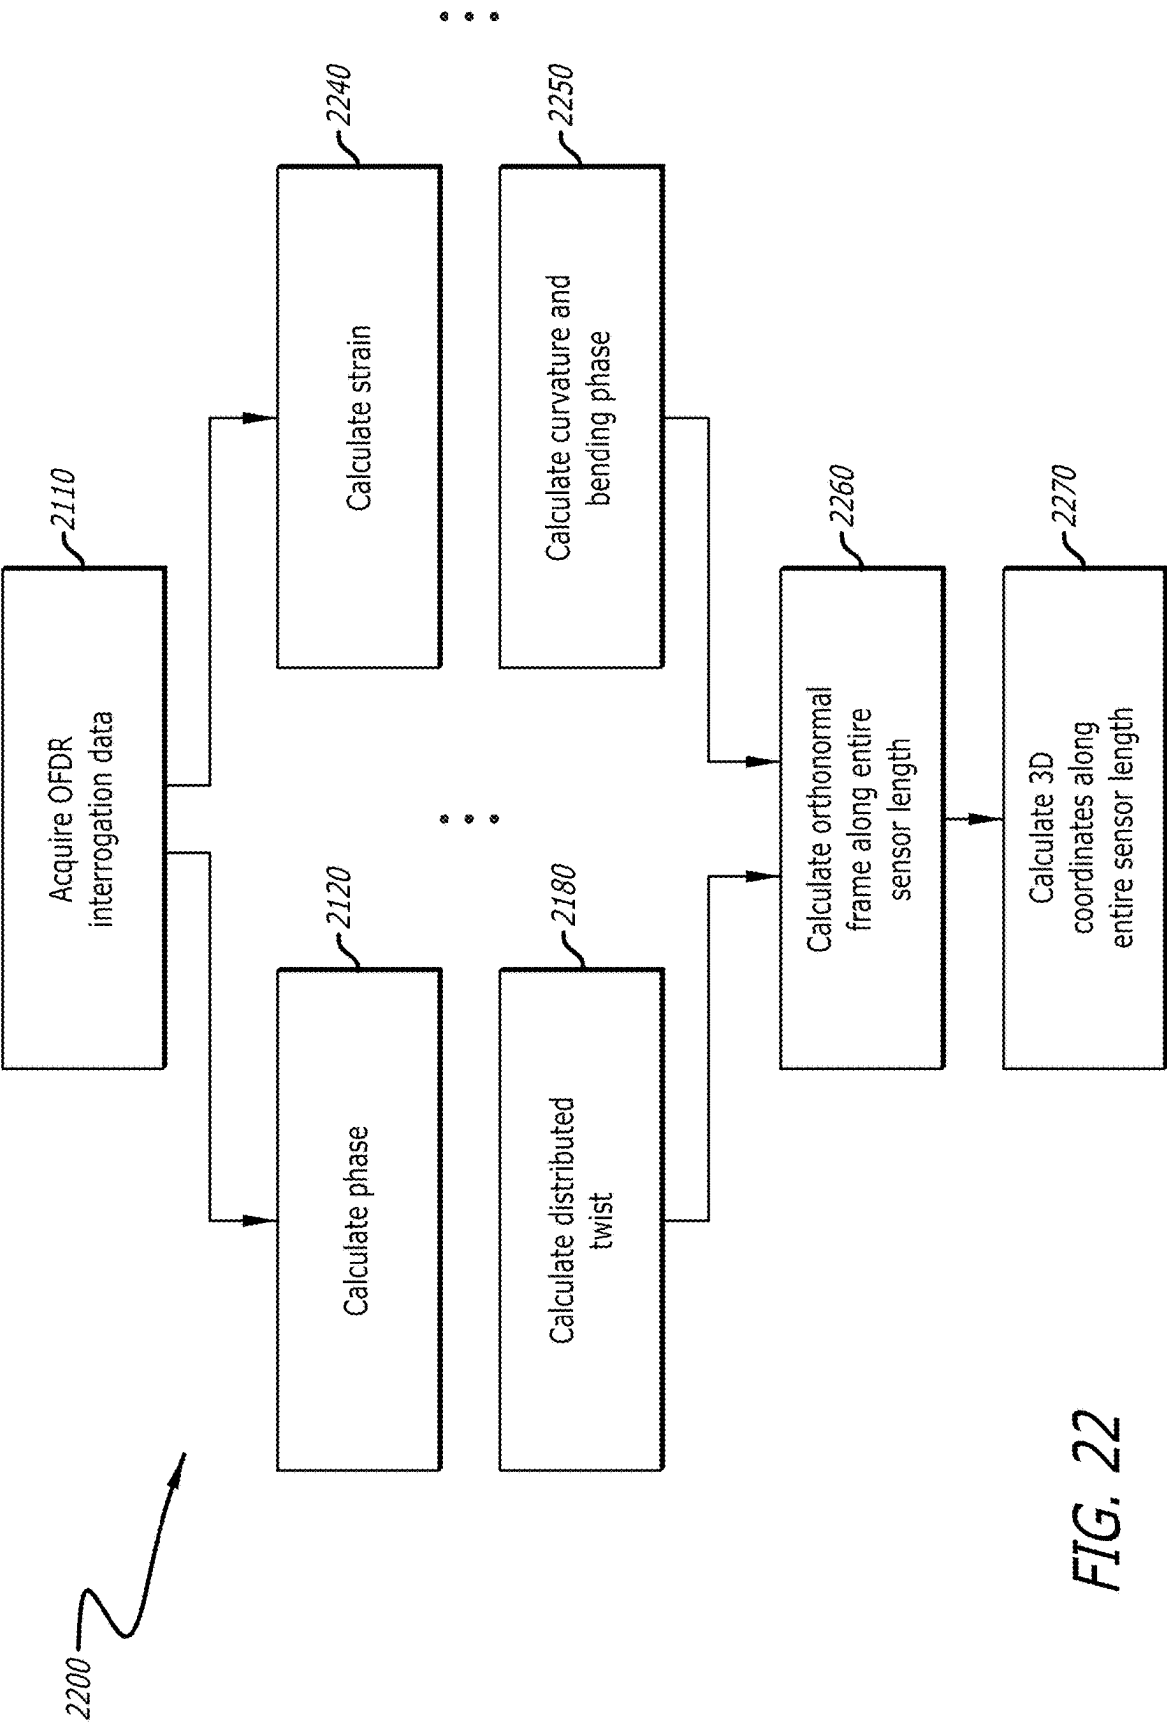 2200
2110
Acquire OFDR
interrogation data
2120
Calculate phase
2240
Calculate strain
2180
Calculate distributed
twist
2250
Calculate curvature and
bending phase
2260
Calculate orthonormal
frame along entire
sensor length
2270
Calculate 3D
coordinates along
entire sensor length
FIG. 22